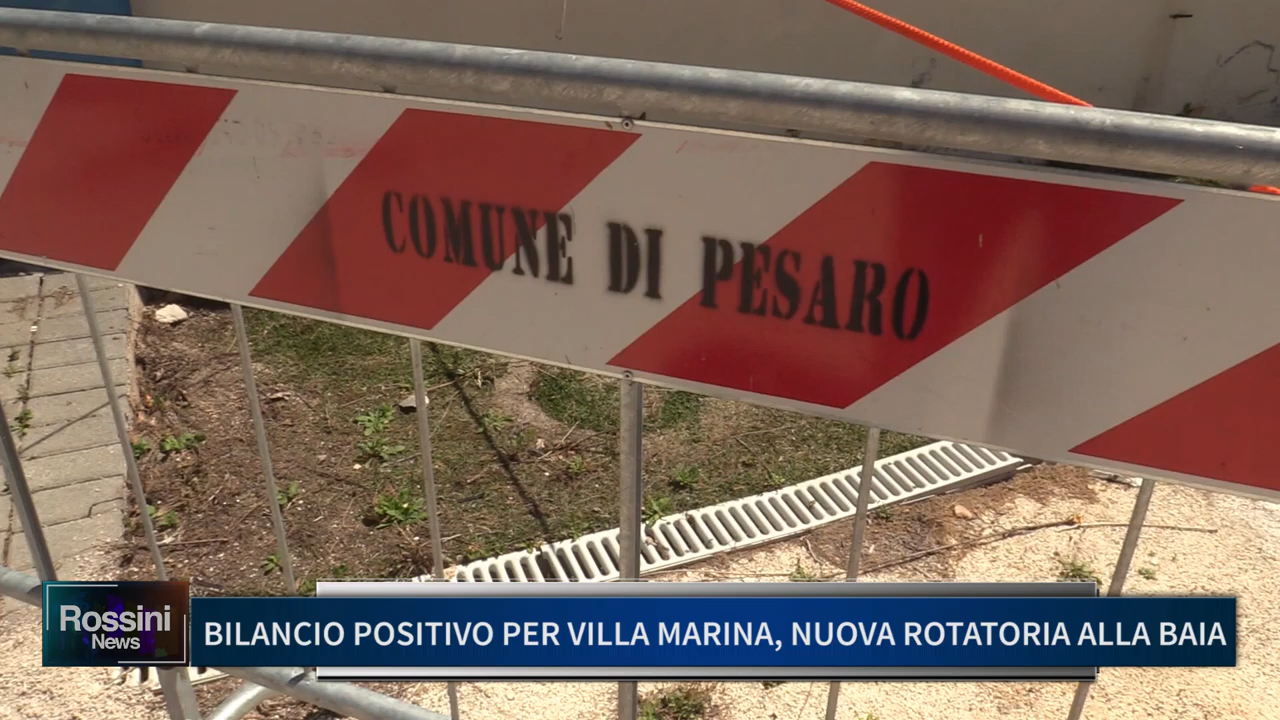 COMUNE DI PESARO
Rossini
News
BILANCIO POSITIVO PER VILLA MARINA, NUOVA ROTATORIA ALLA BAIA